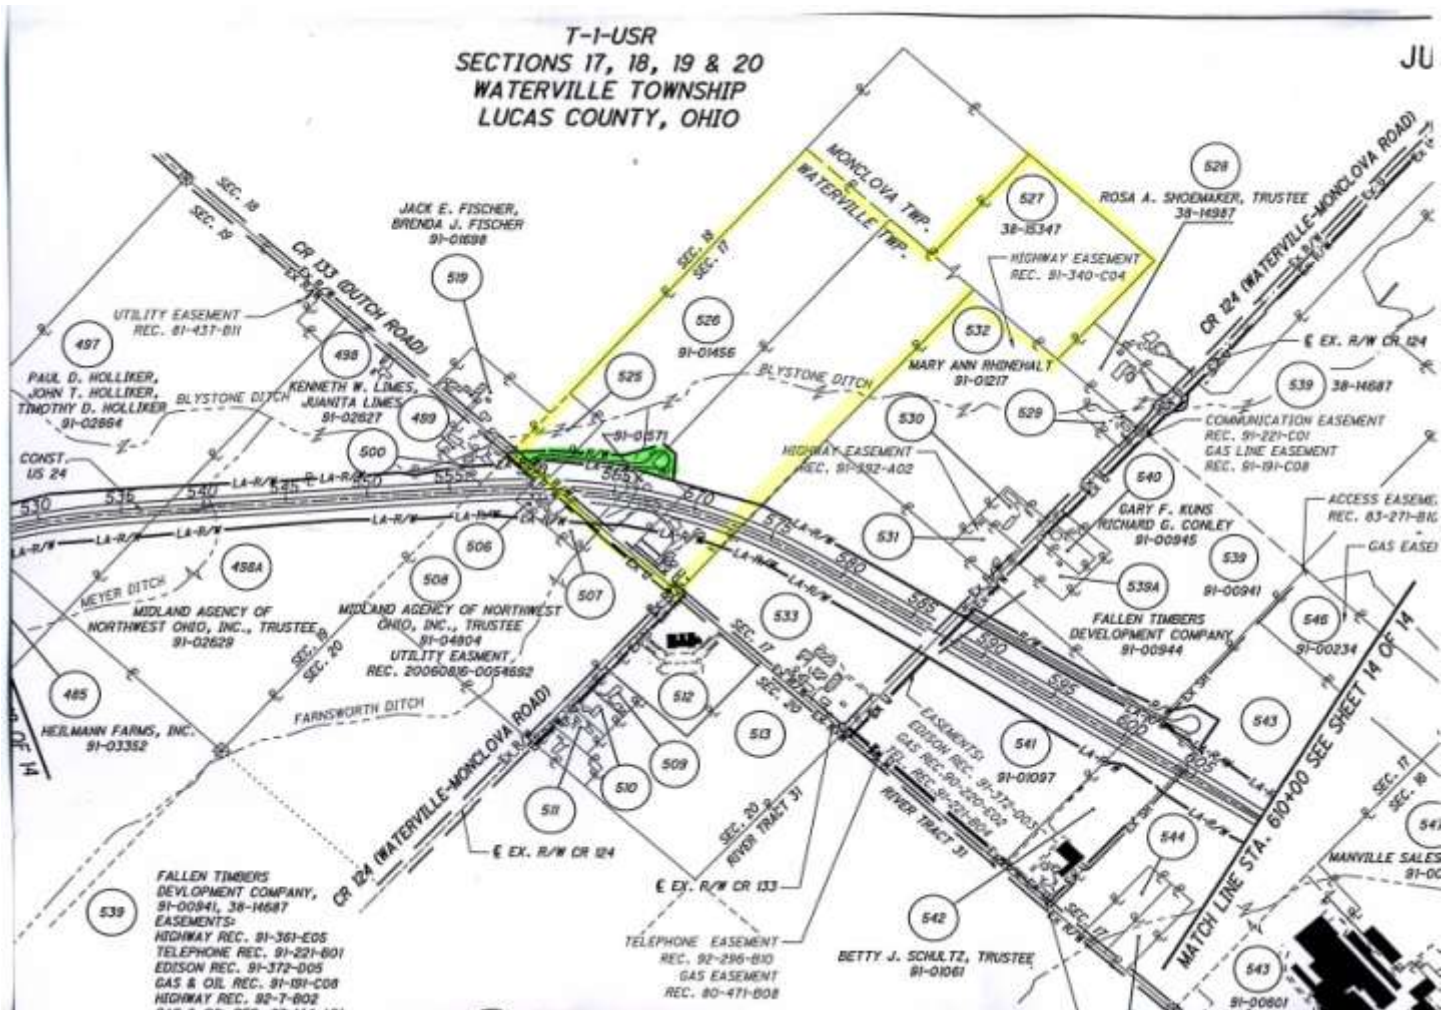 T-1-USR
SECTIONS 17, 18, 19 & 20
WATERVILLE TOWNSHIP
LUCAS COUNTY, OHIO
JU
SEC. 18
SEC. 19
CR 133 (DUTCH ROAD)
JACK E. FISCHER,
BRENDA J. FISCHER
91-01698
519
UTILITY EASEMENT
REC. 81-437-B11
497
PAUL D. HOLLIKER,
JOHN T. HOLLIKER,
TIMOTHY D. HOLLIKER
91-02864
498
KENNETH W. LIMES,
JUANITA LIMES
91-02627
499
500
BLYSTONE DITCH
CONST.
US 24
SEC. 18
SEC. 17
MONCLOVA TWP.
WATERVILLE TWP.
526
91-01456
525
91-01571
527
38-15347
528
ROSA A. SHOEMAKER, TRUSTEE
38-14987
HIGHWAY EASEMENT
REC. 91-340-C04
532
MARY ANN RHINEHALT
91-01217
BLYSTONE DITCH
529
530
HIGHWAY EASEMENT
REC. 91-392-A02
531
CR 124 (WATERVILLE-MONCLOVA ROAD)
EX. R/W CR 124
539
38-14687
COMMUNICATION EASEMENT
REC. 91-221-C01
GAS LINE EASEMENT
REC. 91-191-C08
540
GARY F. KUNS
RICHARD G. CONLEY
91-00945
ACCESS EASEME
REC. 83-271-B1
GAS EASE
539
91-00941
539A
FALLEN TIMBERS
DEVELOPMENT COMPANY
91-00944
546
91-00234
530
536
540
545
550
555
565
570
575
580
585
590
595
600
605
LA-R/W
498A
MEYER DITCH
MIDLAND AGENCY OF
NORTHWEST OHIO, INC., TRUSTEE
91-02629
SEC. 19
SEC. 20
506
507
508
MIDLAND AGENCY OF NORTHWEST
OHIO, INC., TRUSTEE
91-04804
UTILITY EASMENT
REC. 20060816-0054692
485
HEILMANN FARMS, INC.
91-03352
OF 14
FARNSWORTH DITCH
533
SEC. 17
SEC. 20
512
513
509
510
511
CR 124 (WATERVILLE-MONCLOVA ROAD)
EX. R/W CR 124
SEC. 20
RIVER TRACT 31
EX. R/W CR 133
EASEMENTS:
EDISON REC. 91-372-D03
GAS REC. 90-220-E02
TEL. REC. 91-221-B04
RIVER TRACT 31
541
91-01097
543
MATCH LINE STA. 610+00 SEE SHEET 14 OF 14
SEC. 17
SEC. 18
544
547
MANVILLE SALES
91-00
542
BETTY J. SCHULTZ, TRUSTEE
91-01061
SEC. 17
543
91-00601
539
FALLEN TIMBERS
DEVLOPMENT COMPANY,
91-00941, 38-14687
EASEMENTS:
HIGHWAY REC. 91-361-E05
TELEPHONE REC. 91-221-B01
EDISON REC. 91-372-D05
GAS & OIL REC. 91-191-C08
HIGHWAY REC. 92-7-B02
TELEPHONE EASEMENT
REC. 92-296-B10
GAS EASEMENT
REC. 80-471-B08